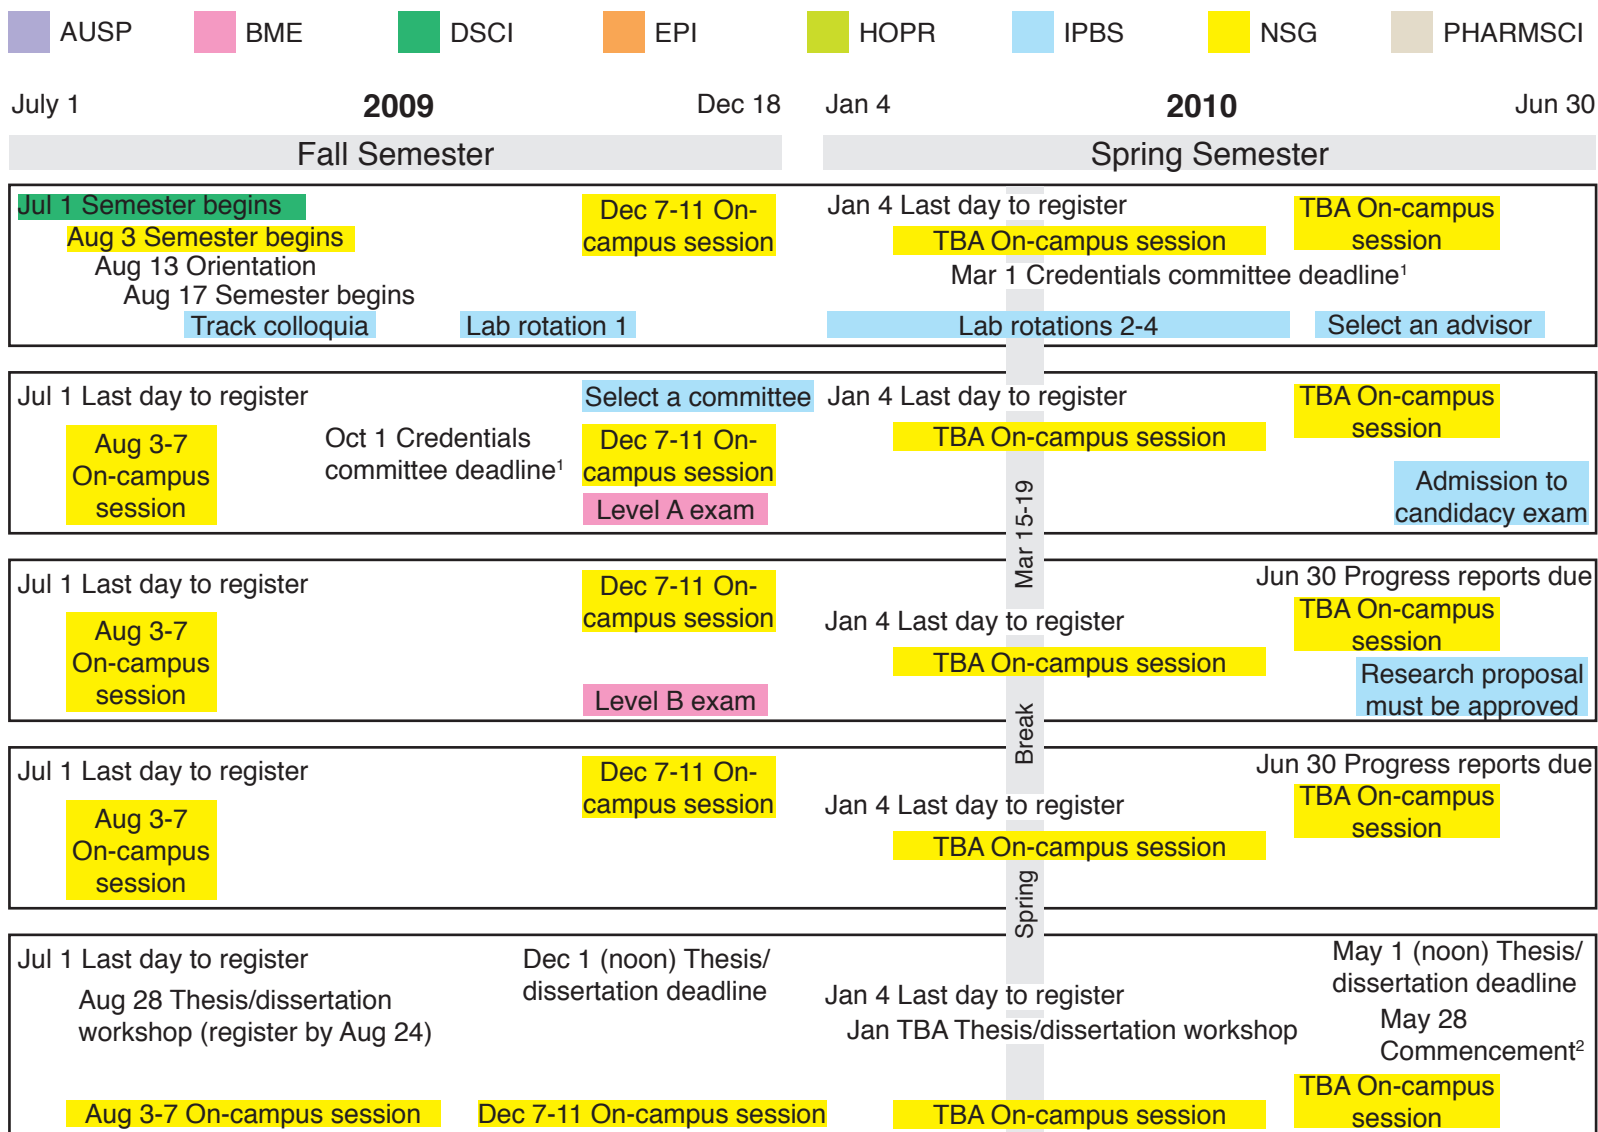 AUSP BME DSCI EPI HOPR IPBS NSG PHARMSCI
July 1 2009 Dec 18 Jan 4 2010 Jun 30
Fall Semester Spring Semester
Jul 1 Semester begins
Aug 3 Semester begins
Aug 13 Orientation
Aug 17 Semester begins
Track colloquia
Lab rotation 1
Dec 7-11 On-
campus session
Jan 4 Last day to register
TBA On-campus session
Mar 1 Credentials committee deadline¹
Lab rotations 2-4
TBA On-campus
session
Select an advisor
Jul 1 Last day to register
Aug 3-7
On-campus
session
Oct 1 Credentials
committee deadline¹
Select a committee
Dec 7-11 On-
campus session
Level A exam
Jan 4 Last day to register
TBA On-campus session
TBA On-campus
session
Admission to
candidacy exam
Jul 1 Last day to register
Aug 3-7
On-campus
session
Dec 7-11 On-
campus session
Level B exam
Jan 4 Last day to register
TBA On-campus session
Jun 30 Progress reports due
TBA On-campus
session
Research proposal
must be approved
Jul 1 Last day to register
Aug 3-7
On-campus
session
Dec 7-11 On-
campus session
Jan 4 Last day to register
TBA On-campus session
Jun 30 Progress reports due
TBA On-campus
session
Spring Break Mar 15-19
Jul 1 Last day to register
Aug 28 Thesis/dissertation
workshop (register by Aug 24)
Aug 3-7 On-campus session
Dec 1 (noon) Thesis/
dissertation deadline
Dec 7-11 On-campus session
Jan 4 Last day to register
Jan TBA Thesis/dissertation workshop
TBA On-campus session
May 1 (noon) Thesis/
dissertation deadline
May 28
Commencement²
TBA On-campus
session